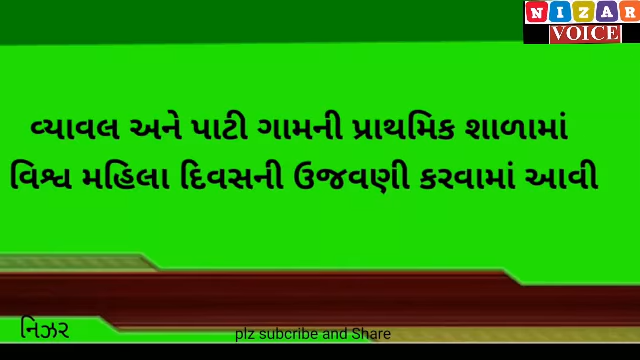 NIZAR
VOICE
વ્યાવલ અને પાટી ગામની પ્રાથમિક શાળામાં
વિશ્વ મહિલા દિવસની ઉજવણી કરવામાં આવી
નિઝર
plz subcribe and Share